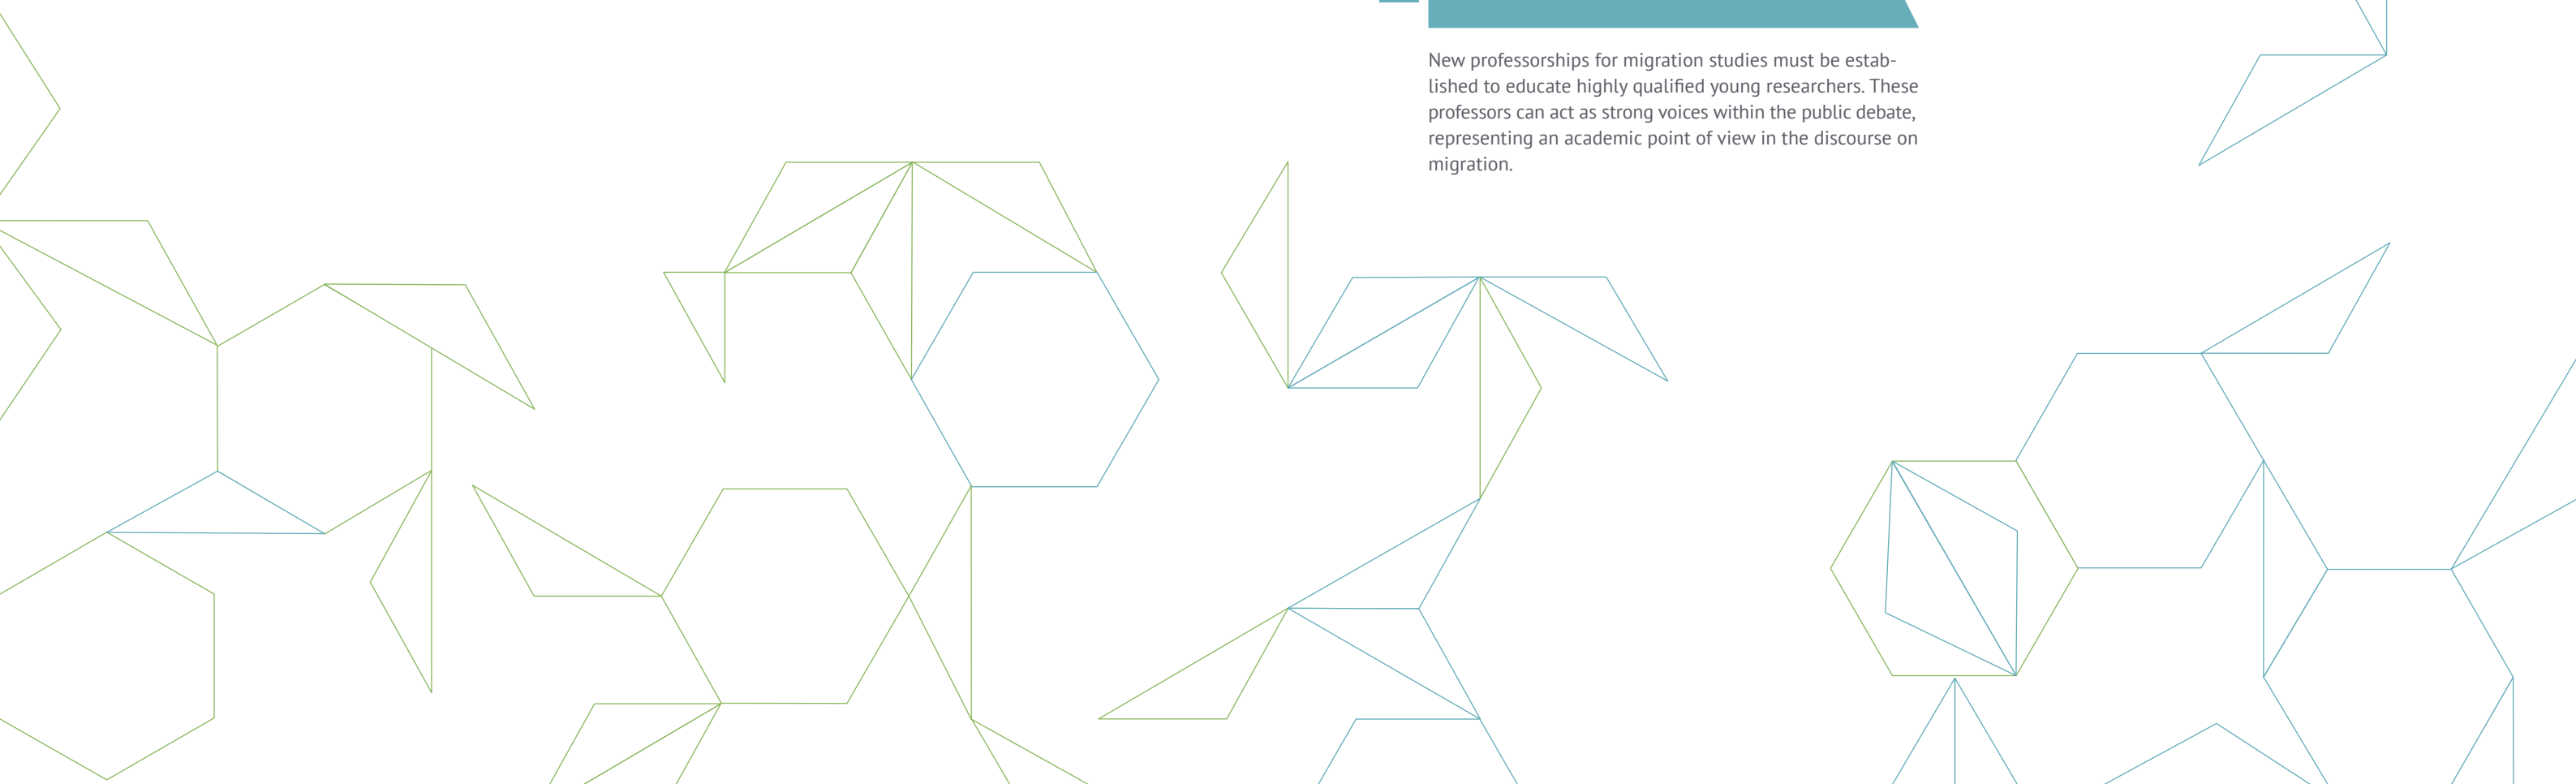 New professorships for migration studies must be estab-
lished to educate highly qualified young researchers. These
professors can act as strong voices within the public debate,
representing an academic point of view in the discourse on
migration.